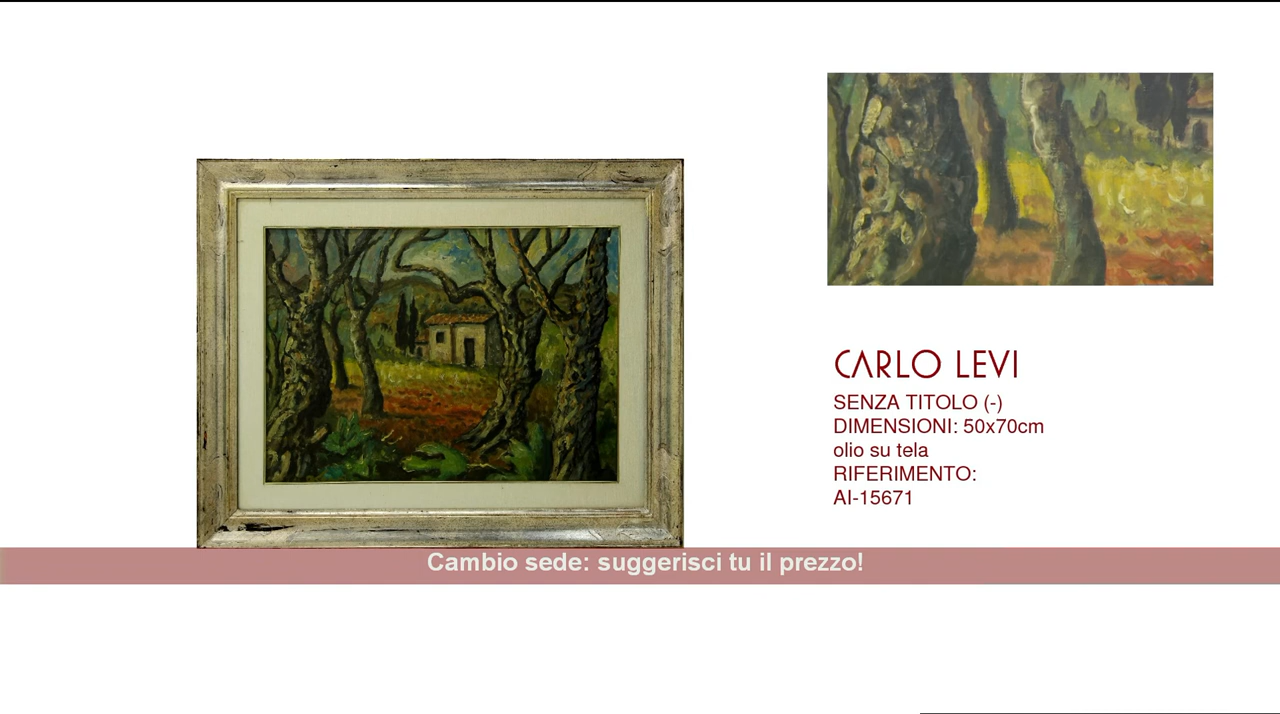 CARLO LEVI
SENZA TITOLO (-)
DIMENSIONI: 50x70cm
olio su tela
RIFERIMENTO:
AI-15671
Cambio sede: suggerisci tu il prezzo!